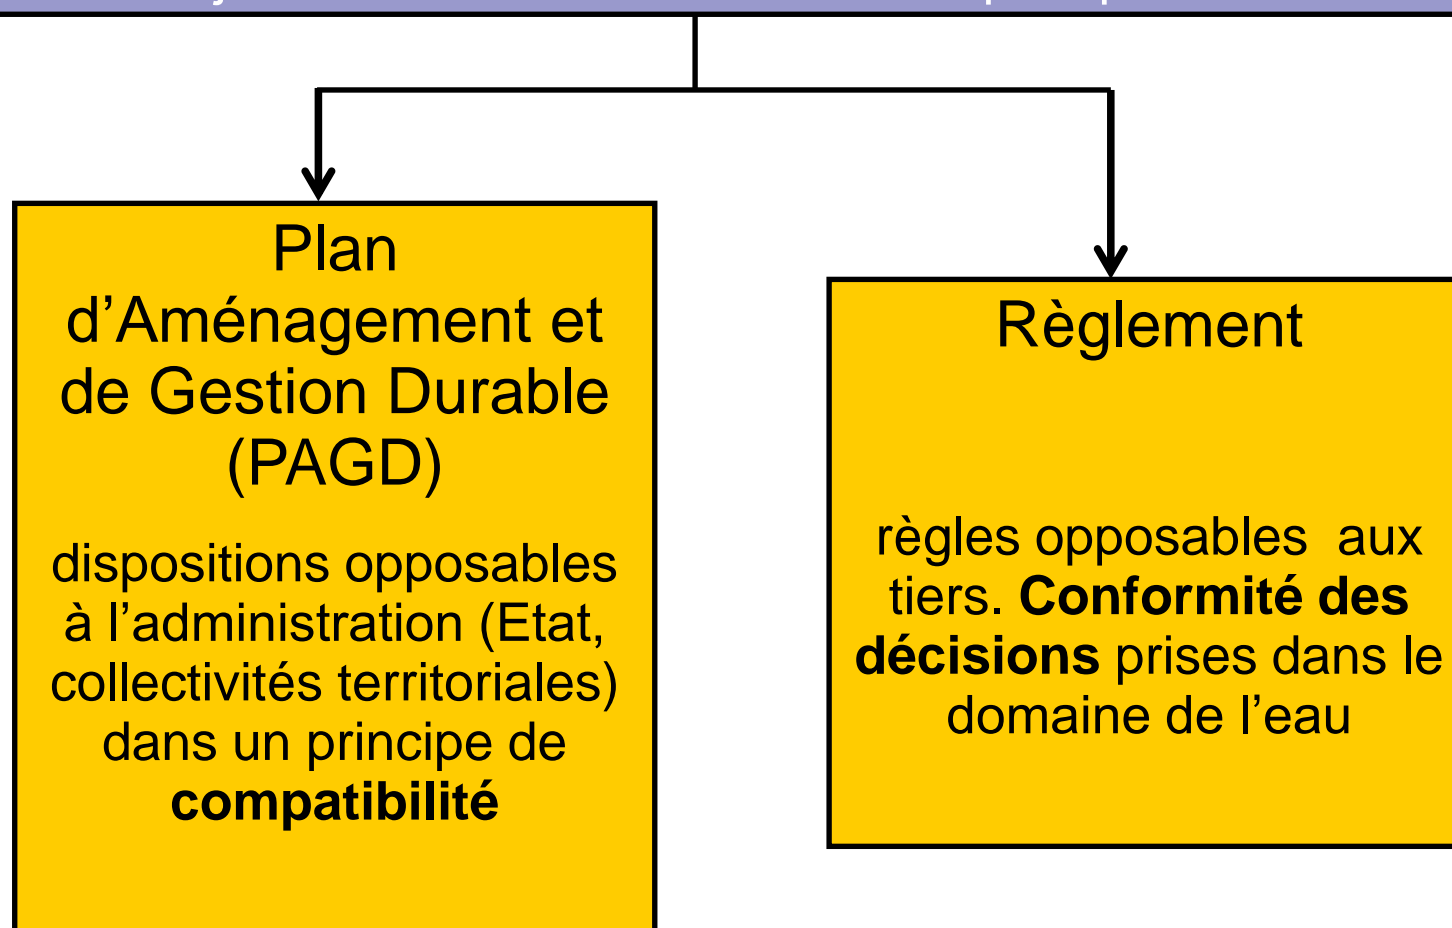 Plan
d’Aménagement et
de Gestion Durable
(PAGD)
dispositions opposables
à l’administration (Etat,
collectivités territoriales)
dans un principe de
compatibilité
Règlement
règles opposables aux
tiers. Conformité des
décisions prises dans le
domaine de l’eau